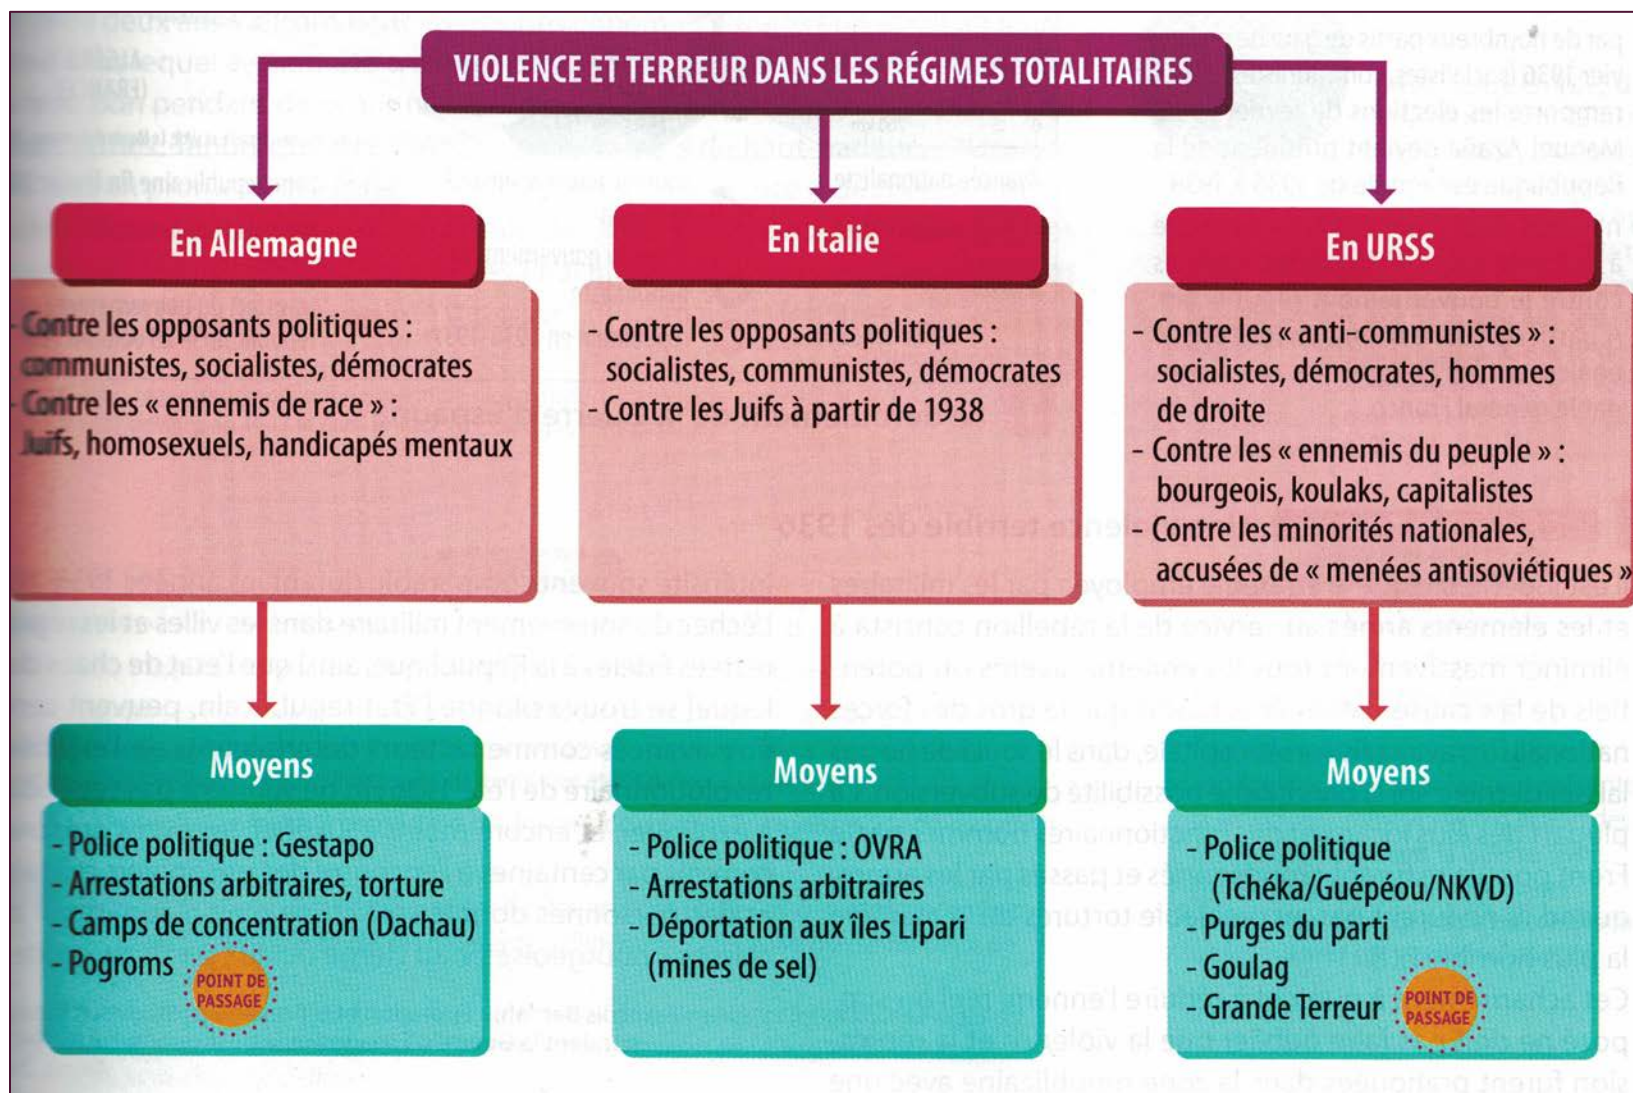 VIOLENCE ET TERREUR DANS LES RÉGIMES TOTALITAIRES
En Allemagne
- Contre les opposants politiques :
communistes, socialistes, démocrates
- Contre les « ennemis de race » :
Juifs, homosexuels, handicapés mentaux
Moyens
- Police politique : Gestapo
- Arrestations arbitraires, torture
- Camps de concentration (Dachau)
- Pogroms
POINT DE
PASSAGE
En Italie
- Contre les opposants politiques :
socialistes, communistes, démocrates
- Contre les Juifs à partir de 1938
Moyens
- Police politique : OVRA
- Arrestations arbitraires
- Déportation aux îles Lipari
(mines de sel)
En URSS
- Contre les « anti-communistes » :
socialistes, démocrates, hommes
de droite
- Contre les « ennemis du peuple » :
bourgeois, koulaks, capitalistes
- Contre les minorités nationales,
accusées de « menées antisoviétiques »
Moyens
- Police politique
(Tchéka/Guépéou/NKVD)
- Purges du parti
- Goulag
- Grande Terreur
POINT DE
PASSAGE